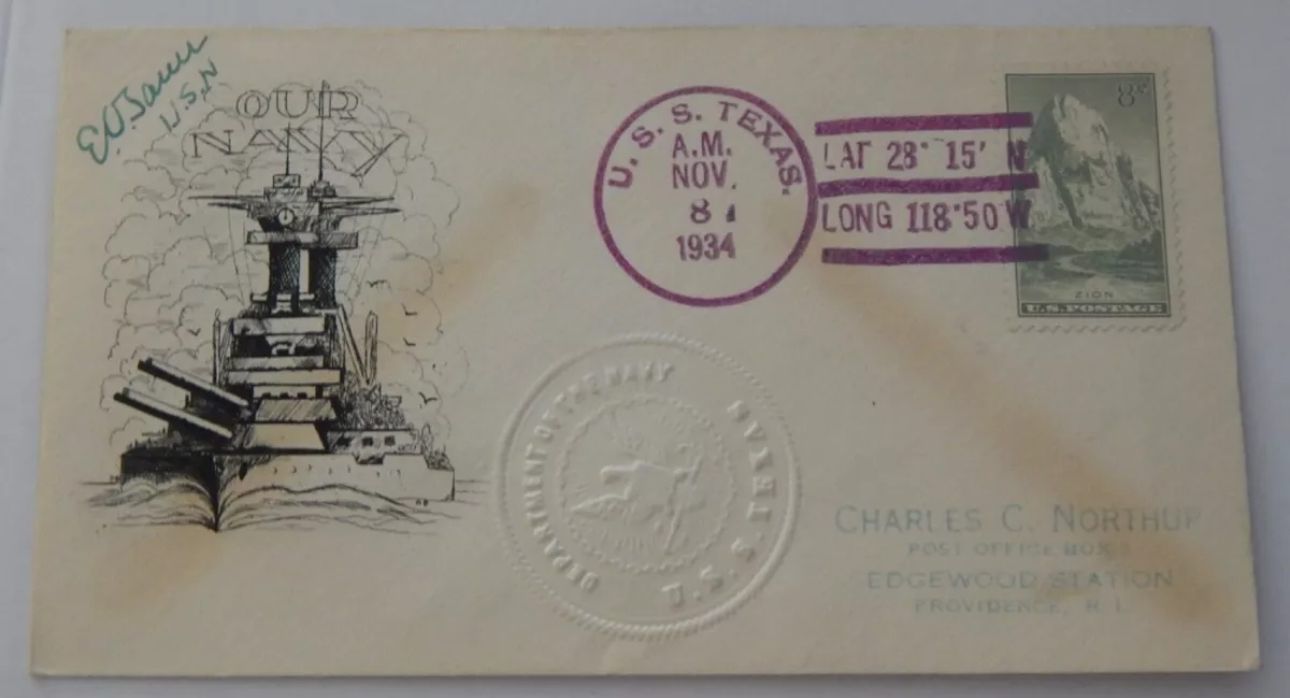 U.S.N
OUR
NAVY
U. S. S. TEXAS.
A.M.
NOV.
8
1934
LAT 28° 15' N
LONG 118°50'W
8¢
ZION
U.S. POSTAGE
DEPARTMENT OF THE NAVY
U.S.S. TEXAS
CHARLES C. NORTHUP
POST OFFICE BOX
EDGEWOOD STATION
PROVIDENCE, R. I.